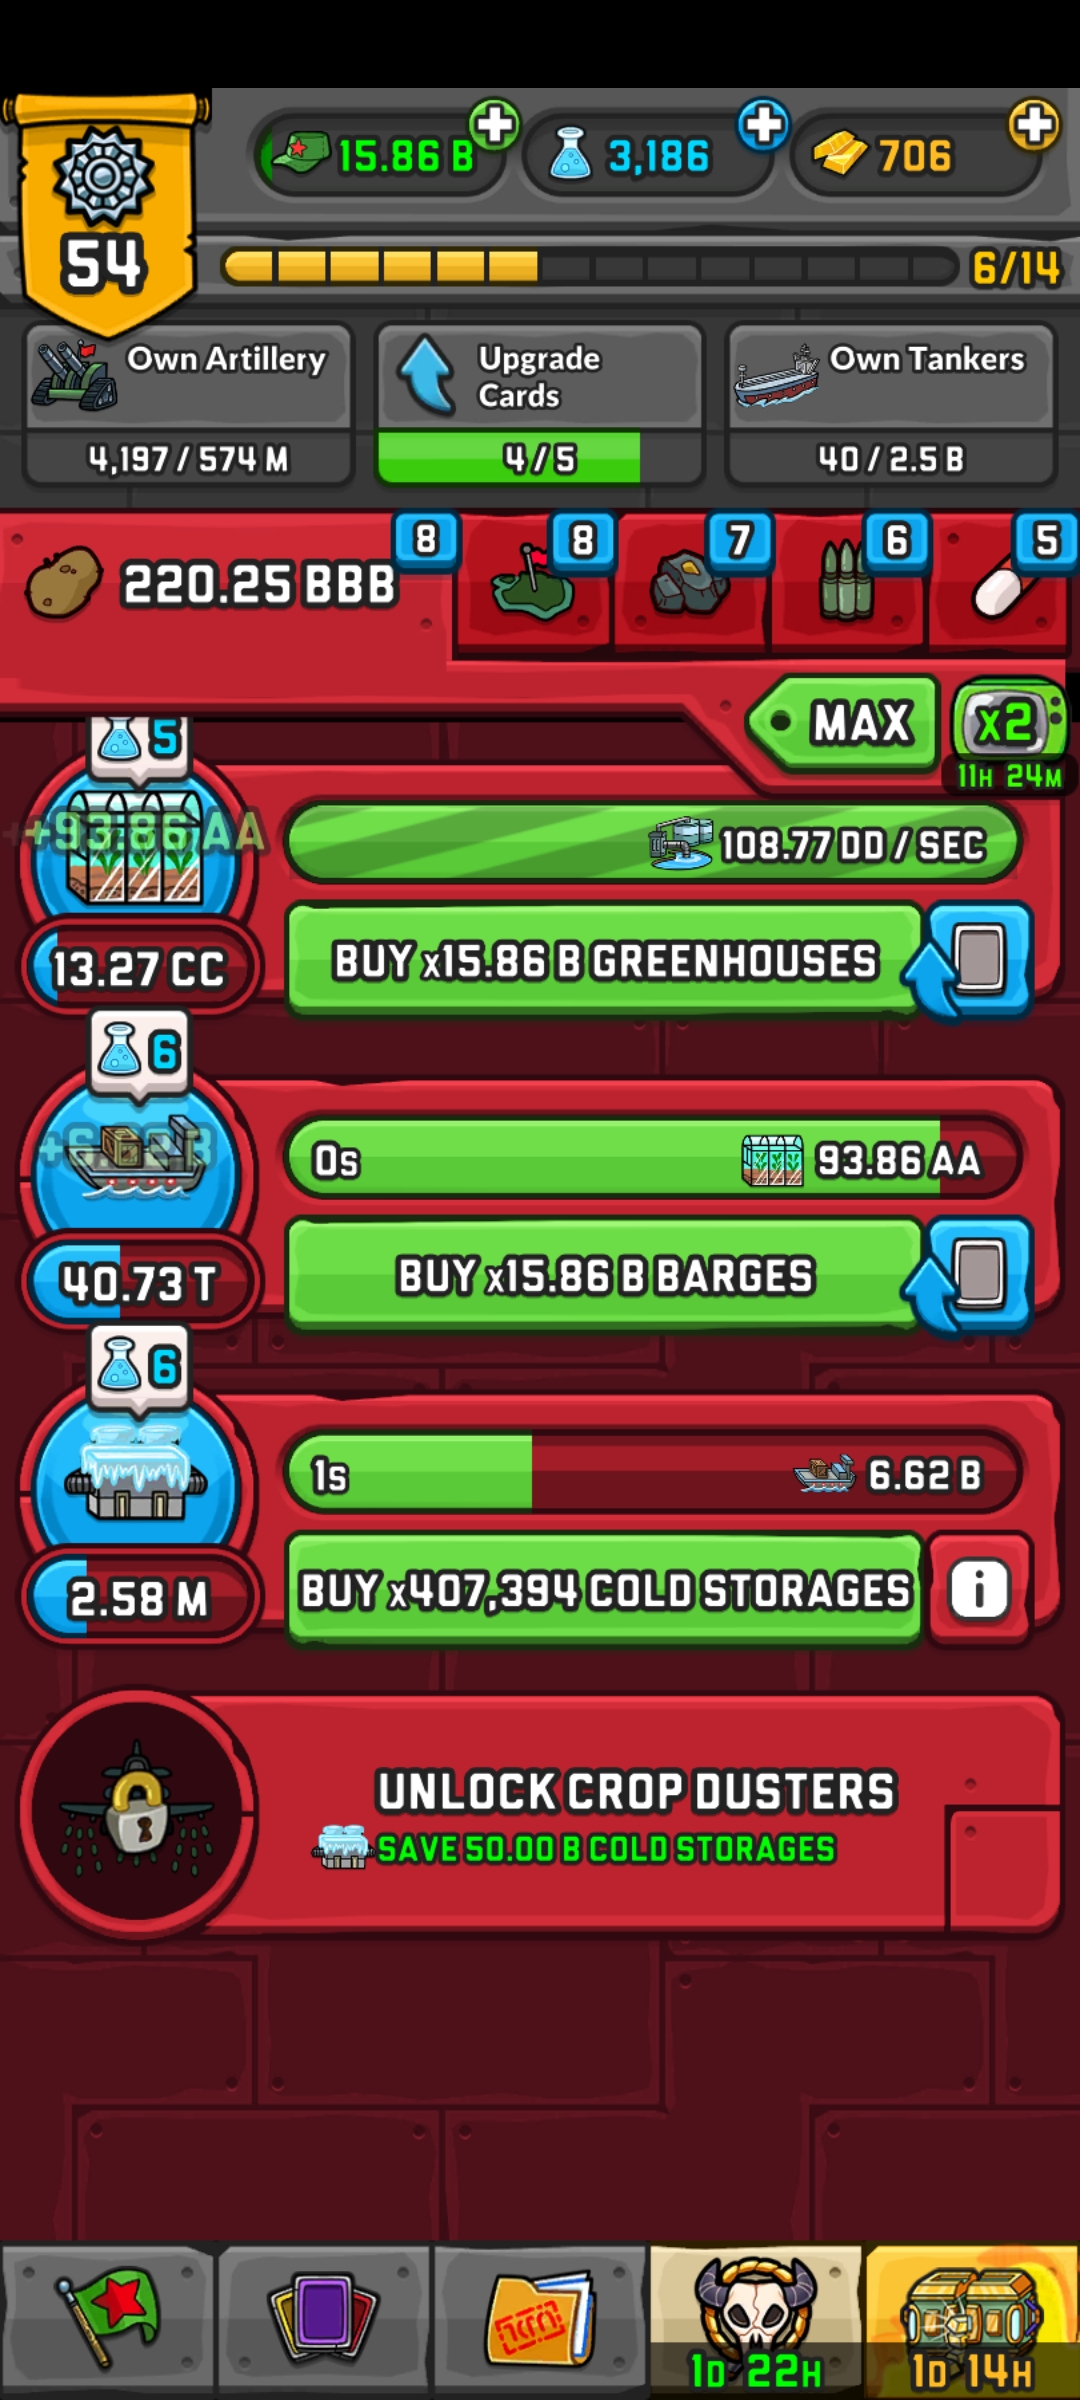 15.86 B
3,186
706
54
6/14
Own Artillery
4,197 / 574 M
Upgrade
Cards
4 / 5
Own Tankers
40 / 2.5 B
220.25 BBB
8
8
7
6
5
MAX
x2
11H 24M
5
+93.86 AA
108.77 DD / SEC
13.27 CC
BUY x15.86 B GREENHOUSES
6
0s
93.86 AA
40.73 T
BUY x15.86 B BARGES
6
1s
6.62 B
2.58 M
BUY x407,394 COLD STORAGES
i
UNLOCK CROP DUSTERS
SAVE 50.00 B COLD STORAGES
1D 22H
1D 14H